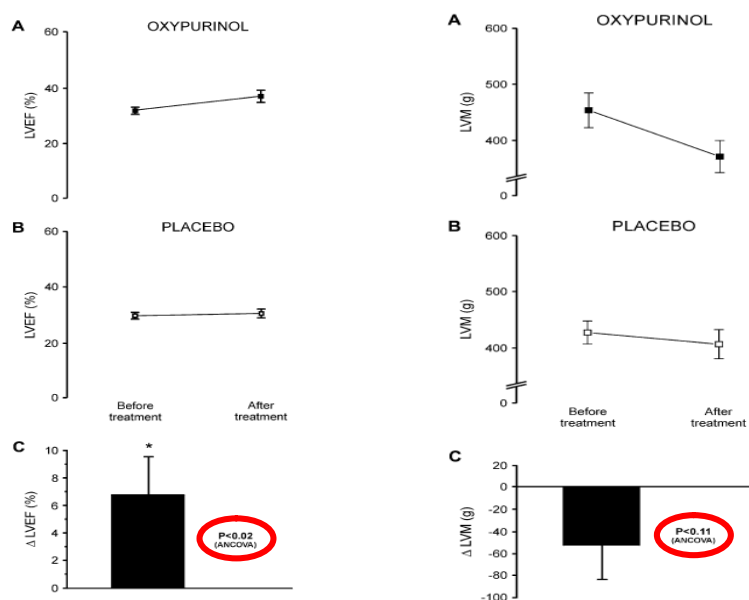 A
OXYPURINOL
60
40
20
0
LVEF (%)
B
PLACEBO
60
40
20
0
LVEF (%)
Before
treatment
After
treatment
C
10
8
6
4
2
0
Δ LVEF (%)
*
P<0.02
(ANCOVA)
A
OXYPURINOL
600
500
400
0
LVM (g)
B
PLACEBO
600
500
400
0
LVM (g)
Before
treatment
After
treatment
C
20
0
-20
-40
-60
-80
-100
Δ LVM (g)
P<0.11
(ANCOVA)